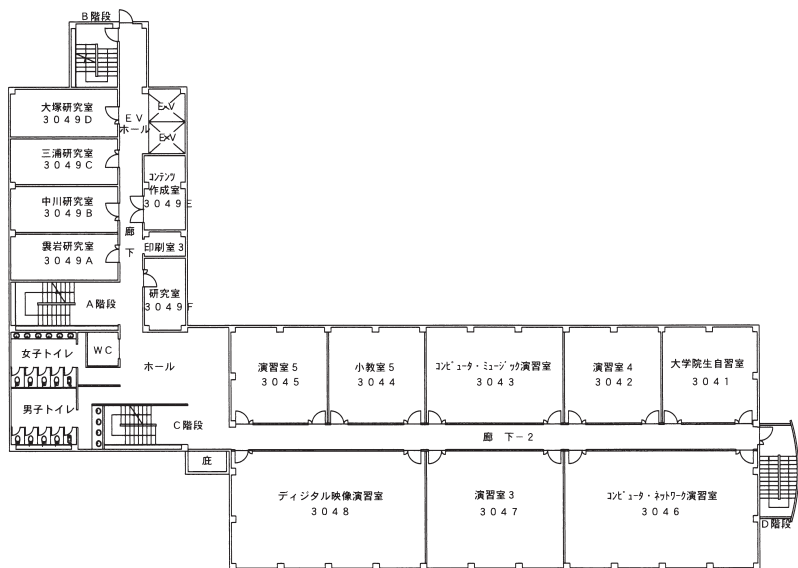 B階段
大塚研究室
3049D
EV
ホール
EV
EV
三浦研究室
3049C
コンテンツ
作成室
3049E
中川研究室
3049B
廊
下
印刷室3
裏岩研究室
3049A
研究室
3049F
A階段
女子トイレ
WC
ホール
男子トイレ
C階段
庇
演習室5
3045
小教室5
3044
コンピュータ・ミュージック演習室
3043
演習室4
3042
大学院生自習室
3041
廊下-2
ディジタル映像演習室
3048
演習室3
3047
コンピュータ・ネットワーク演習室
3046
D階段